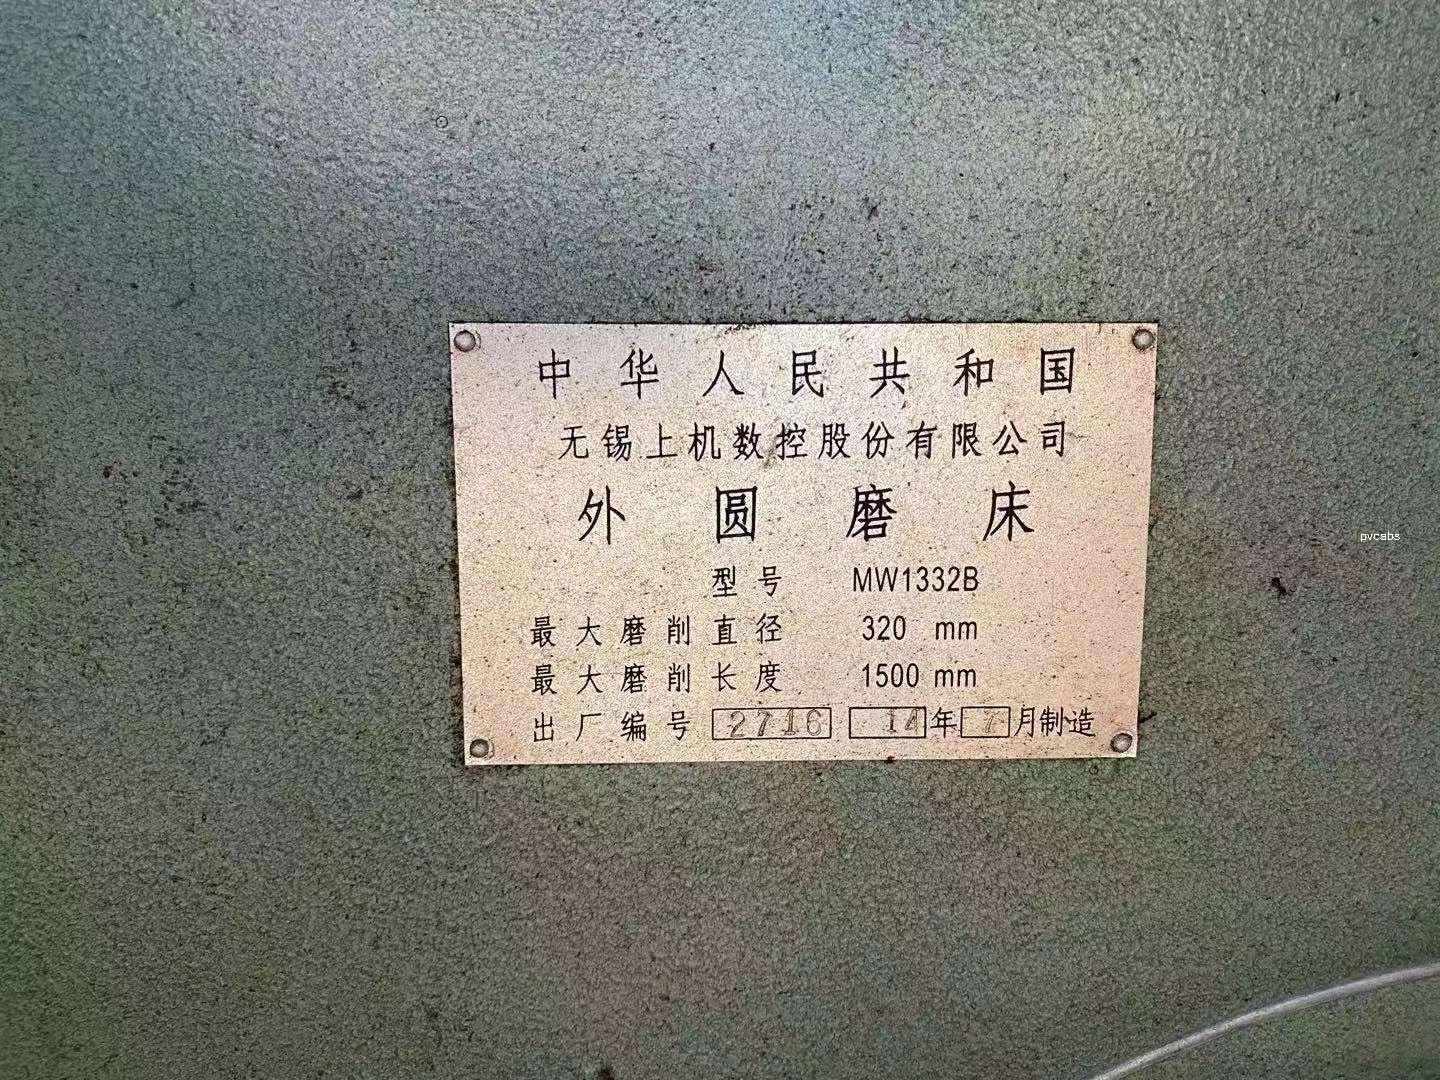 中华人民共和国
无锡上机数控股份有限公司
外圆磨床
型号 MW1332B
最大磨削直径 320 mm
最大磨削长度 1500 mm
出厂编号 2716 14年7月制造
pvcabs